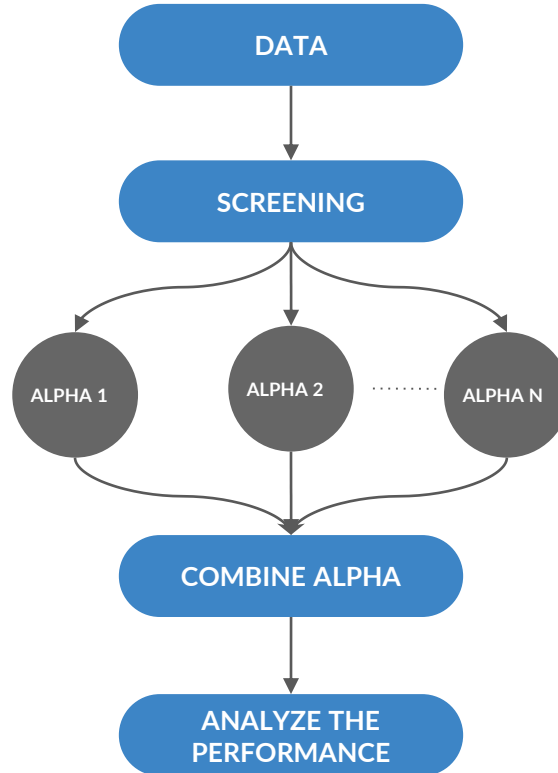 DATA
SCREENING
ALPHA 1
ALPHA 2
ALPHA N
COMBINE ALPHA
ANALYZE THE
PERFORMANCE